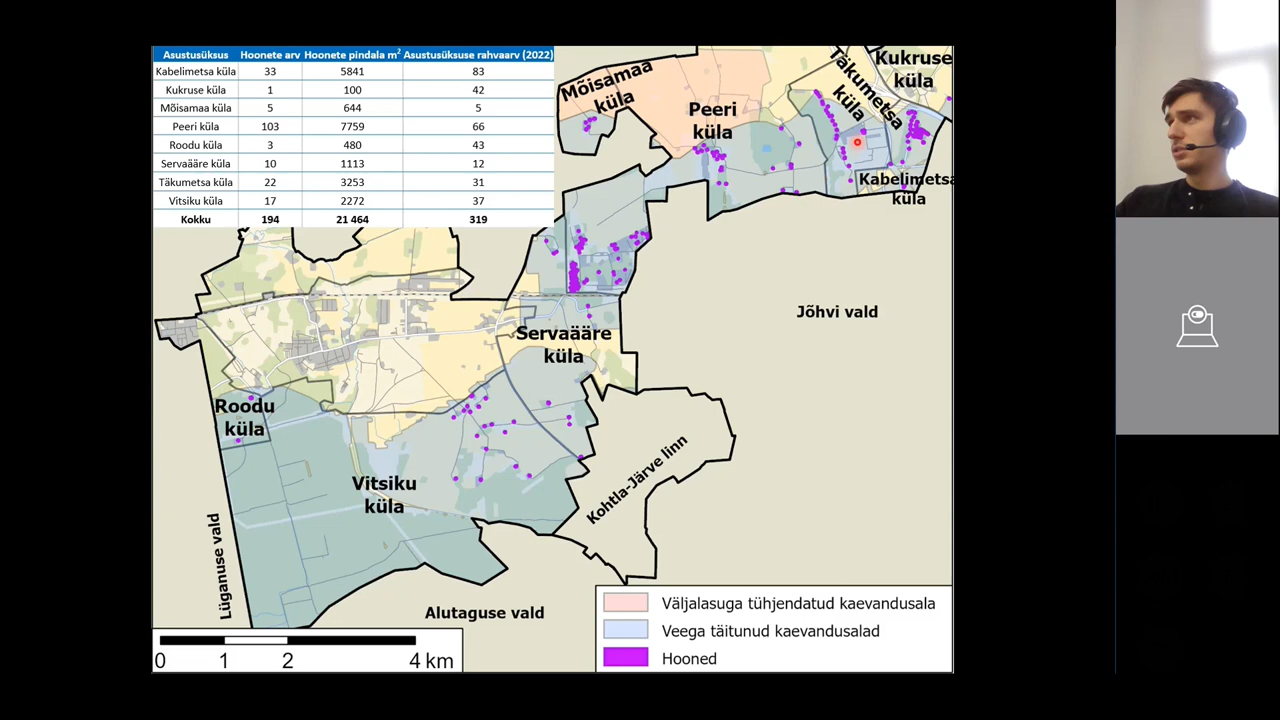 Asustusüksus Hoonete arv Hoonete pindala m² Asustusüksuse rahvaarv (2022)
Kabelimetsa küla 33 5841 83
Kukruse küla 1 100 42
Mõisamaa küla 5 644 5
Peeri küla 103 7759 66
Roodu küla 3 480 43
Servaääre küla 10 1113 12
Täkumetsa küla 22 3253 31
Vitsiku küla 17 2272 37
Kokku 194 21 464 319
Mõisamaa
küla
Peeri
küla
Täkumetsa
küla
Kukruse
küla
Kabelimetsa
küla
Jõhvi vald
Servaääre
küla
Roodu
küla
Vitsiku
küla
Kohtla-Järve linn
Lüganuse vald
Alutaguse vald
Väljalasuga tühjendatud kaevandusala
Veega täitunud kaevandusalad
Hooned
0 1 2 4 km